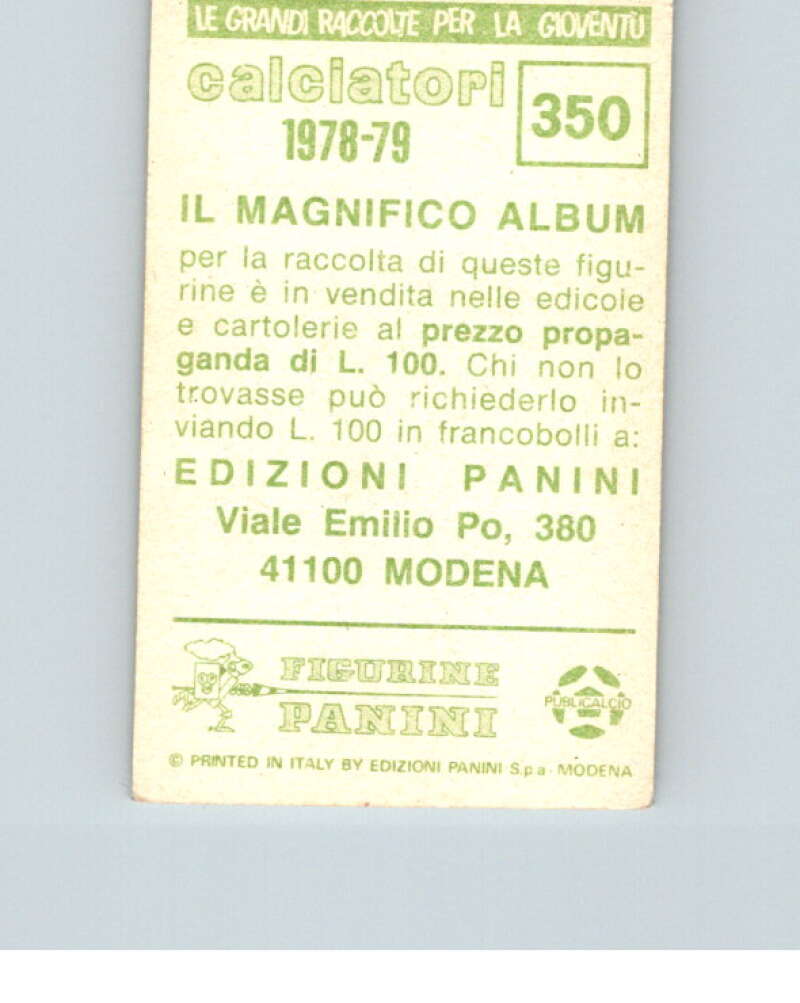 LE GRANDI RACCOLTE PER LA GIOVENTÙ
calciatori
1978-79
350
IL MAGNIFICO ALBUM
per la raccolta di queste figu-
rine è in vendita nelle edicole
e cartolerie al prezzo propa-
ganda di L. 100. Chi non lo
trovasse può richiederlo in-
viando L. 100 in francobolli a:
EDIZIONI PANINI
Viale Emilio Po, 380
41100 MODENA
FIGURINE
PANINI
PUBLICALCIO
© PRINTED IN ITALY BY EDIZIONI PANINI S.p.a - MODENA